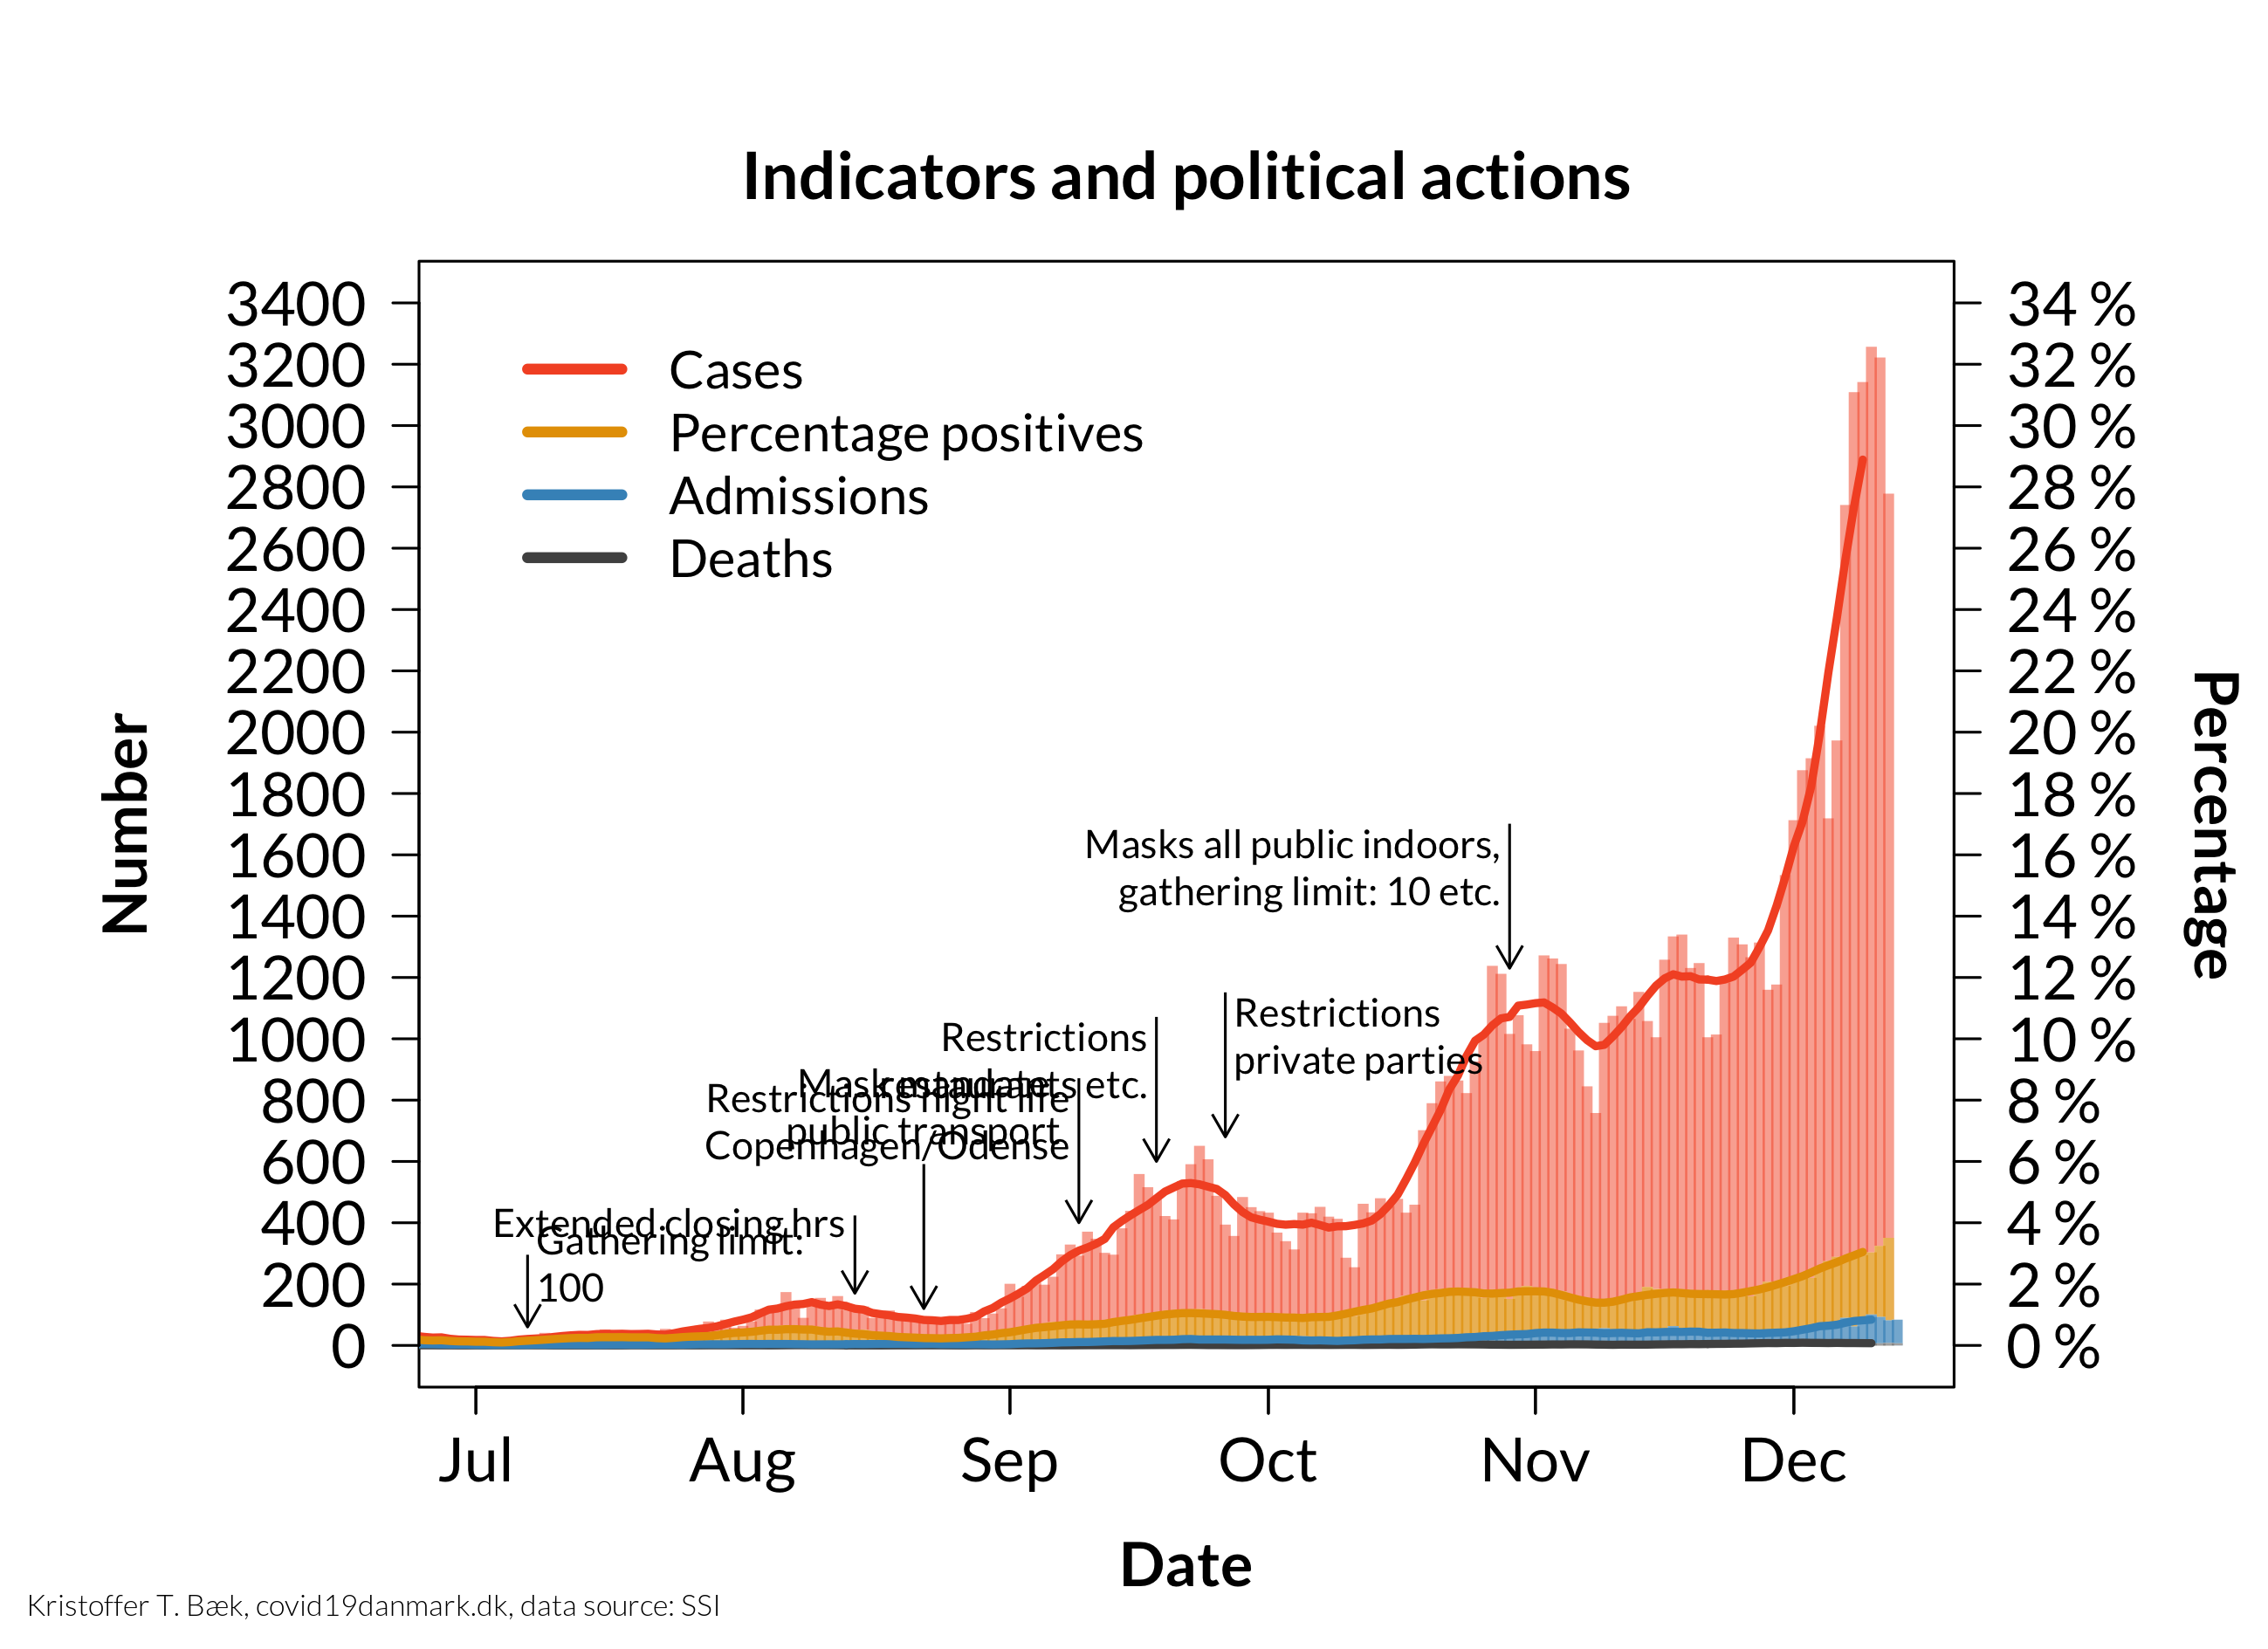 Indicators and political actions
3400
3200
3000
2800
2600
2400
2200
2000
1800
1600
1400
1200
1000
800
600
400
200
0
Number
34 %
32 %
30 %
28 %
26 %
24 %
22 %
20 %
18 %
16 %
14 %
12 %
10 %
8 %
6 %
4 %
2 %
0 %
Percentage
Cases
Percentage positives
Admissions
Deaths
Masks all public indoors,
gathering limit: 10 etc.
Restrictions
private parties
Restrictions
restaurants etc.
Mask mandate
public transport
Restrictions night life
Copenhagen/Odense
Extended closing hrs
Gathering limit:
100
Jul
Aug
Sep
Oct
Nov
Dec
Date
Kristoffer T. Bæk, covid19danmark.dk, data source: SSI